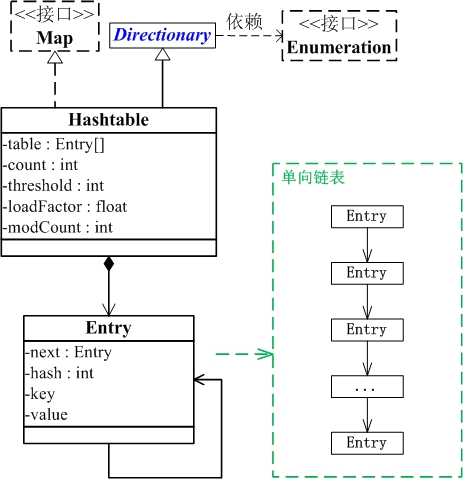 <<接口>>
Map
Directionary
依赖
<<接口>>
Enumeration
Hashtable
-table : Entry[]
-count : int
-threshold : int
-loadFactor : float
-modCount : int
单向链表
Entry
Entry
Entry
...
Entry
Entry
-next : Entry
-hash : int
-key
-value